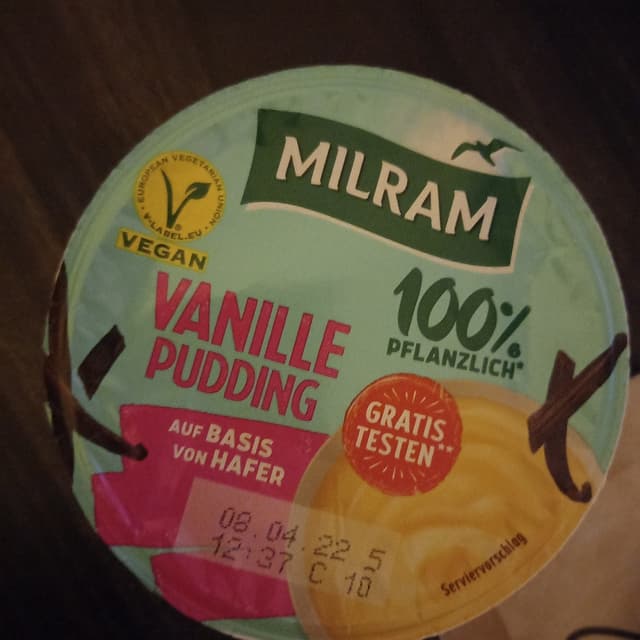 MILRAM
EUROPEAN VEGETARIAN UNION
V-LABEL.EU
VEGAN
VANILLE
PUDDING
100%
PFLANZLICH*
AUF BASIS
VON HAFER
GRATIS
TESTEN**
08.04.22 5
12:37 C 10
Serviervorschlag